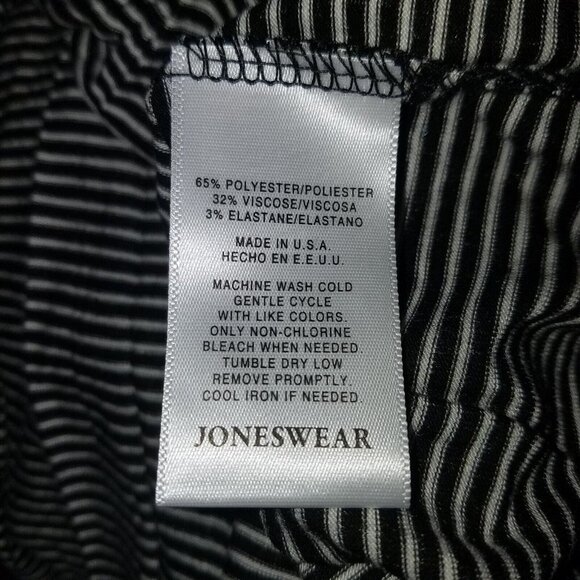 65% POLYESTER/POLIESTER
32% VISCOSE/VISCOSA
3% ELASTANE/ELASTANO
MADE IN U.S.A.
HECHO EN E.E.U.U.
MACHINE WASH COLD
GENTLE CYCLE
WITH LIKE COLORS.
ONLY NON-CHLORINE
BLEACH WHEN NEEDED.
TUMBLE DRY LOW
REMOVE PROMPTLY.
COOL IRON IF NEEDED.
JONESWEAR